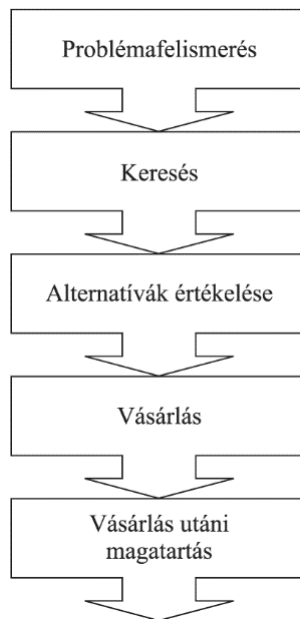 Problémafelismerés
Keresés
Alternatívák értékelése
Vásárlás
Vásárlás utáni
magatartás